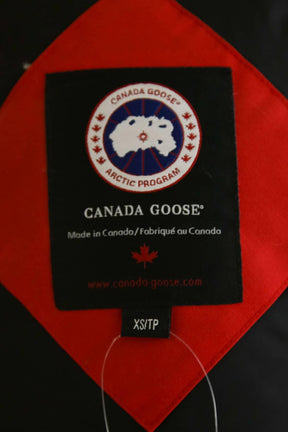 CANADA GOOSE®
ARCTIC PROGRAM
CANADA GOOSE®
Made in Canada/Fabriqué au Canada
www.canada-goose.com
XS/TP